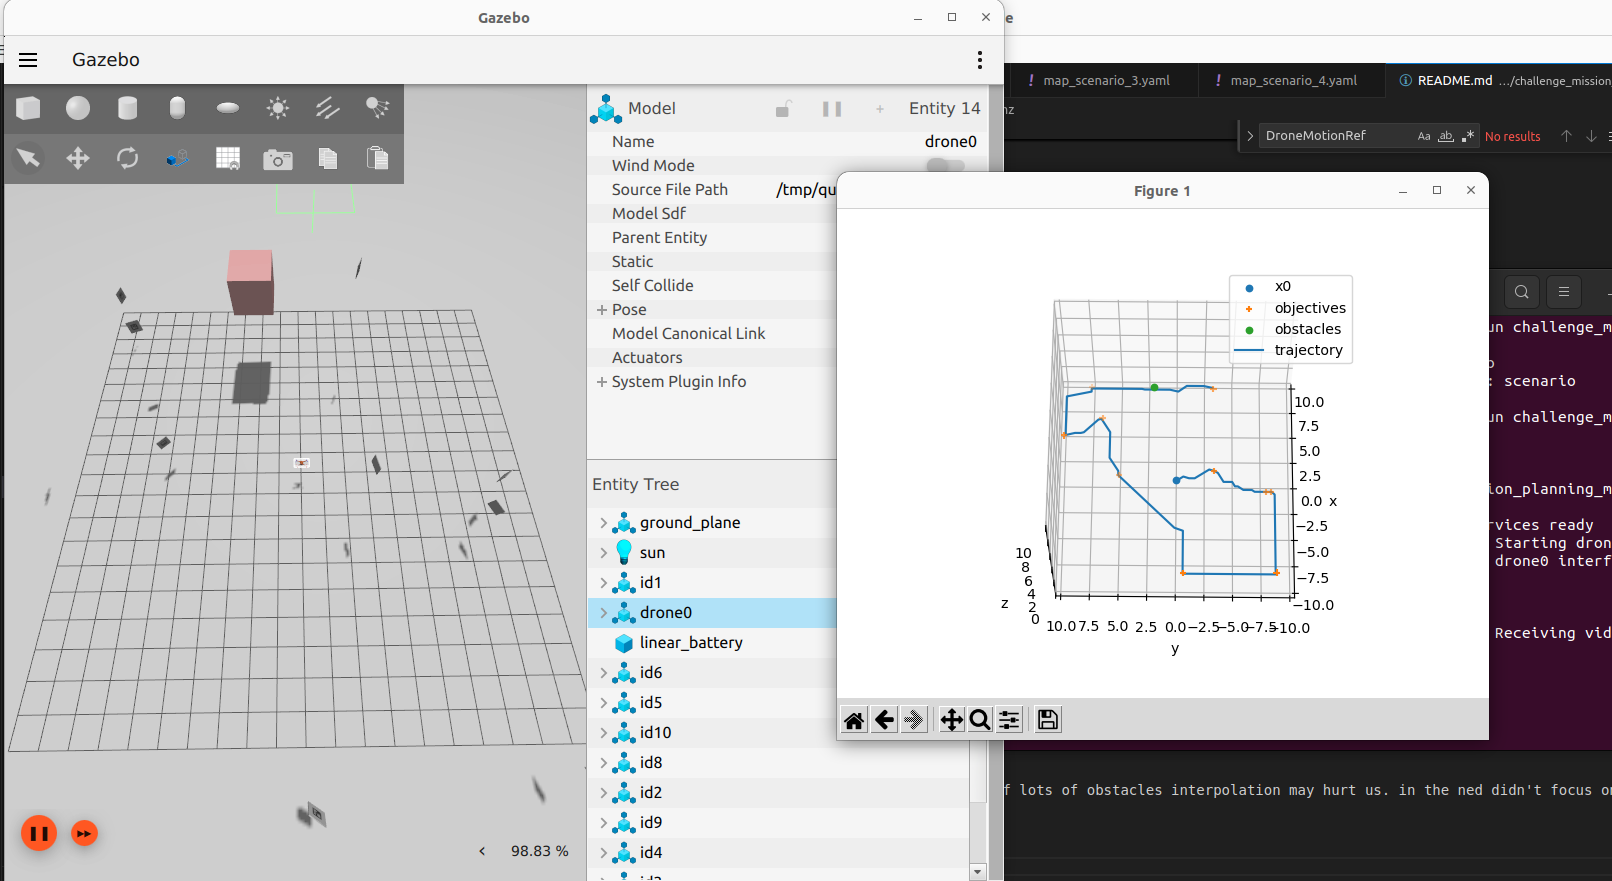 Gazebo
Gazebo
Model
Entity 14
Name
drone0
Wind Mode
Source File Path
/tmp/qu
Model Sdf
Parent Entity
Static
Self Collide
Pose
Model Canonical Link
Actuators
System Plugin Info
Entity Tree
ground_plane
sun
id1
drone0
linear_battery
id6
id5
id10
id8
id2
id9
id4
98.83 %
e
map_scenario_3.yaml
map_scenario_4.yaml
README.md .../challenge_mission
nz
DroneMotionRef
Aa
ab
No results
Figure 1
x0
objectives
obstacles
trajectory
10.0
7.5
5.0
2.5
0.0 x
−2.5
−5.0
−7.5
−10.0
10
8
6
4
2
0
z
10.0 7.5 5.0 2.5 0.0 −2.5 −5.0 −7.5 −10.0
y
un challenge_m
o
: scenario
un challenge_m
ion_planning_m
rvices ready
Starting dron
drone0 interf
Receiving vid
f lots of obstacles interpolation may hurt us. in the ned didn't focus on